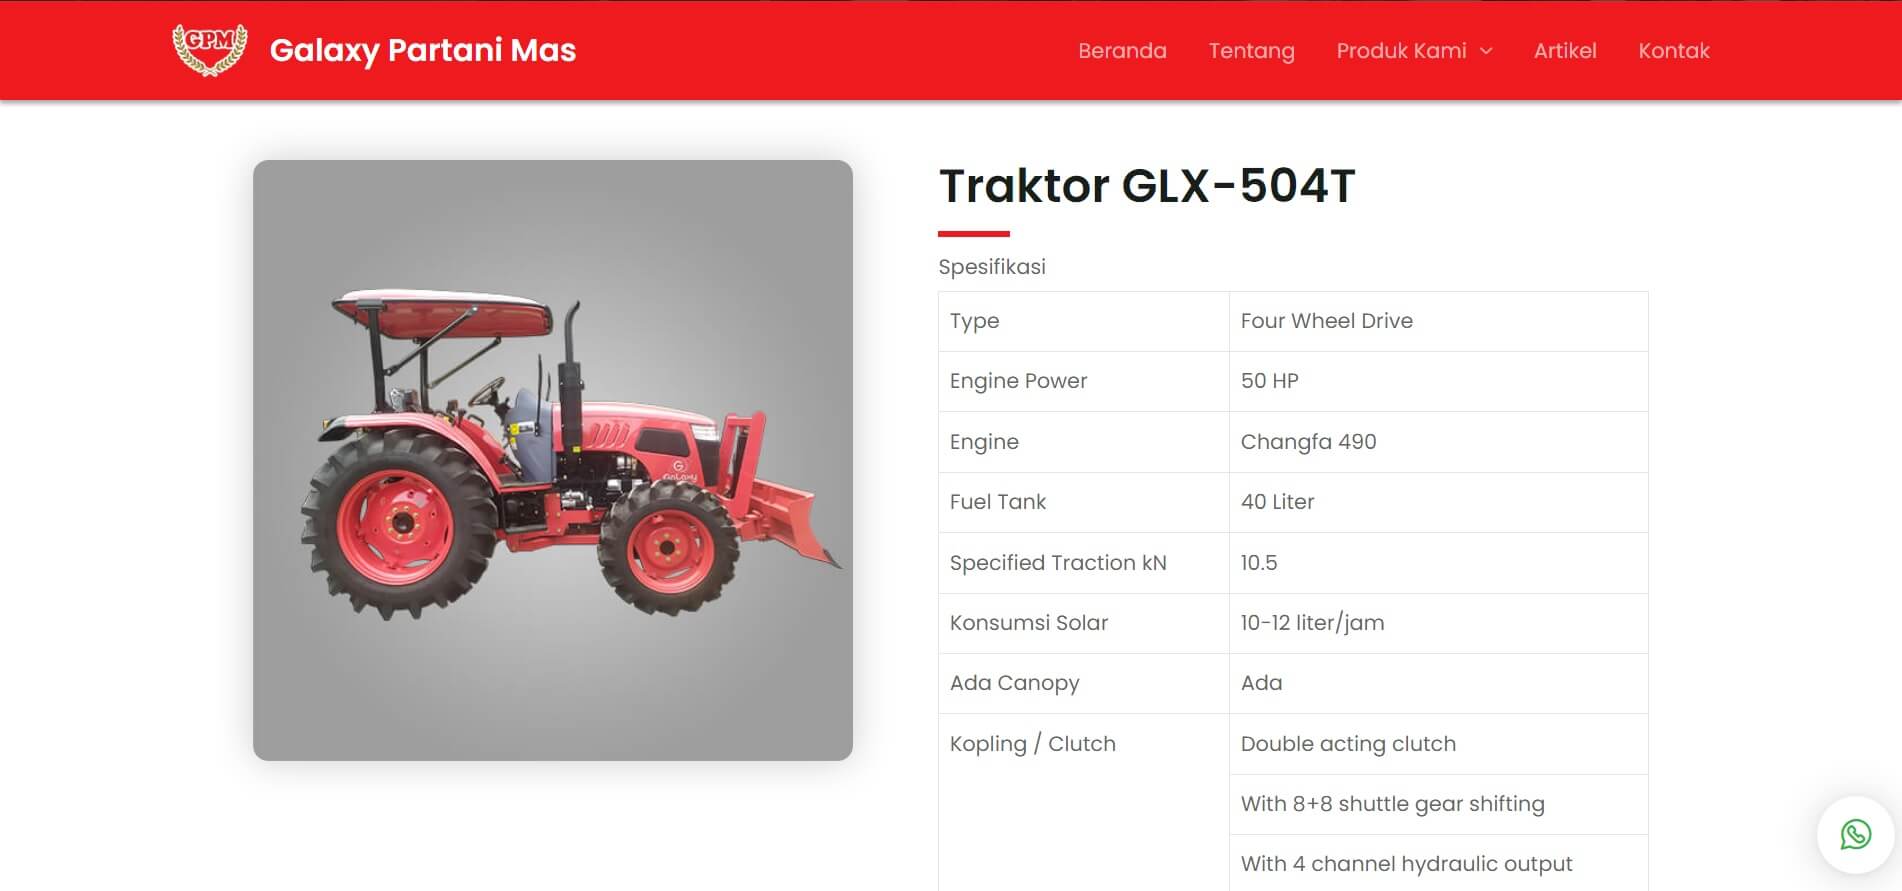 GPM
Galaxy Partani Mas
Beranda
Tentang
Produk Kami
Artikel
Kontak
Galaxy
Traktor GLX-504T
Spesifikasi
Type Four Wheel Drive
Engine Power 50 HP
Engine Changfa 490
Fuel Tank 40 Liter
Specified Traction kN 10.5
Konsumsi Solar 10-12 liter/jam
Ada Canopy Ada
Kopling / Clutch Double acting clutch
With 8+8 shuttle gear shifting
With 4 channel hydraulic output